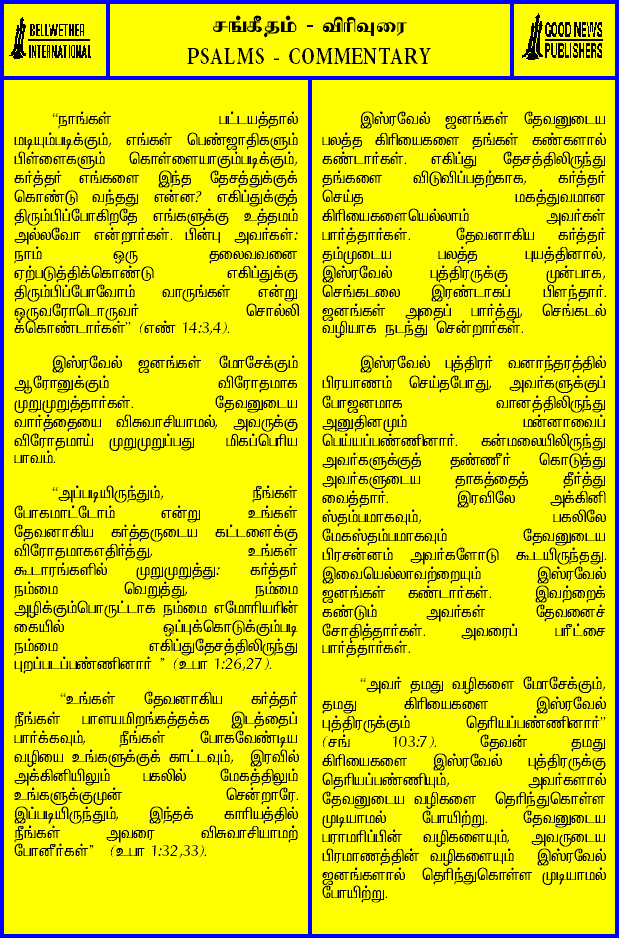 BELLWETHER
INTERNATIONAL
சங்கீதம் - விரிவுரை
PSALMS - COMMENTARY
GOOD NEWS
PUBLISHERS
“நாங்கள் பட்டயத்தால்
மடியும்படிக்கும், எங்கள் பெண்ஜாதிகளும்
பிள்ளைகளும் கொள்ளையாகும்படிக்கும்,
கர்த்தர் எங்களை இந்த தேசத்துக்குக்
கொண்டு வந்தது என்ன? எகிப்துக்குத்
திரும்பிப்போகிறதே எங்களுக்கு உத்தமம்
அல்லவோ என்றார்கள். பின்பு அவர்கள்:
நாம் ஒரு தலைவவனை
ஏற்படுத்திக்கொண்டு எகிப்துக்கு
திரும்பிப்போவோம் வாருங்கள் என்று
ஒருவரோடொருவர் சொல்லி
க்கொண்டார்கள்” (எண் 14:3,4).
இஸ்ரவேல் ஜனங்கள் மோசேக்கும்
ஆரோனுக்கும் விரோதமாக
முறுமுறுத்தார்கள். தேவனுடைய
வார்த்தையை விசுவாசியாமல், அவருக்கு
விரோதமாய் முறுமுறுப்பது மிகப்பெரிய
பாவம்.
“அப்படியிருந்தும், நீங்கள்
போகமாட்டோம் என்று உங்கள்
தேவனாகிய கர்த்தருடைய கட்டளைக்கு
விரோதமாகஎதிர்த்து, உங்கள்
கூடாரங்களில் முறுமுறுத்து: கர்த்தர்
நம்மை வெறுத்து, நம்மை
அழிக்கும்பொருட்டாக நம்மை எமோரியரின்
கையில் ஒப்புக்கொடுக்கும்படி
நம்மை எகிப்துதேசத்திலிருந்து
புறப்படப்பண்ணினார் ” (உபா 1:26,27).
“உங்கள் தேவனாகிய கர்த்தர்
நீங்கள் பாளயமிறங்கத்தக்க இடத்தைப்
பார்க்கவும், நீங்கள் போகவேண்டிய
வழியை உங்களுக்குக் காட்டவும், இரவில்
அக்கினியிலும் பகலில் மேகத்திலும்
உங்களுக்குமுன் சென்றாரே.
இப்படியிருந்தும், இந்தக் காரியத்தில்
நீங்கள் அவரை விசுவாசியாமற்
போனீர்கள்” (உபா 1:32,33).
இஸ்ரவேல் ஜனங்கள் தேவனுடைய
பலத்த கிரியைகளை தங்கள் கண்களால்
கண்டார்கள். எகிப்து தேசத்திலிருந்து
தங்களை விடுவிப்பதற்காக, கர்த்தர்
செய்த மகத்துவமான
கிரியைகளையெல்லாம் அவர்கள்
பார்த்தார்கள். தேவனாகிய கர்த்தர்
தம்முடைய பலத்த புயத்தினால்,
இஸ்ரவேல் புத்திரருக்கு முன்பாக,
செங்கடலை இரண்டாகப் பிளந்தார்.
ஜனங்கள் அதைப் பார்த்து, செங்கடல்
வழியாக நடந்து சென்றார்கள்.
இஸ்ரவேல் புத்திரர் வனாந்தரத்தில்
பிரயாணம் செய்தபோது, அவர்களுக்குப்
போஜனமாக வானத்திலிருந்து
அனுதினமும் மன்னாவைப்
பெய்யப்பண்ணினார். கன்மலையிலிருந்து
அவர்களுக்குத் தண்ணீர் கொடுத்து
அவர்களுடைய தாகத்தைத் தீர்த்து
வைத்தார். இரவிலே அக்கினி
ஸ்தம்பமாகவும், பகலிலே
மேகஸ்தம்பமாகவும் தேவனுடைய
பிரசன்னம் அவர்களோடு கூடயிருந்தது.
இவையெல்லாவற்றையும் இஸ்ரவேல்
ஜனங்கள் கண்டார்கள். இவற்றைக்
கண்டும் அவர்கள் தேவனைச்
சோதித்தார்கள். அவரைப் பரீட்சை
பார்த்தார்கள்.
“அவர் தமது வழிகளை மோசேக்கும்,
தமது கிரியைகளை இஸ்ரவேல்
புத்திரருக்கும் தெரியப்பண்ணினார்”
(சங் 103:7). தேவன் தமது
கிரியைகளை இஸ்ரவேல் புத்திரருக்கு
தெரியப்பண்ணியும், அவர்களால்
தேவனுடைய வழிகளை தெரிந்துகொள்ள
முடியாமல் போயிற்று. தேவனுடைய
பராமரிப்பின் வழிகளையும், அவருடைய
பிரமாணத்தின் வழிகளையும் இஸ்ரவேல்
ஜனங்களால் தெரிந்துகொள்ள முடியாமல்
போயிற்று.